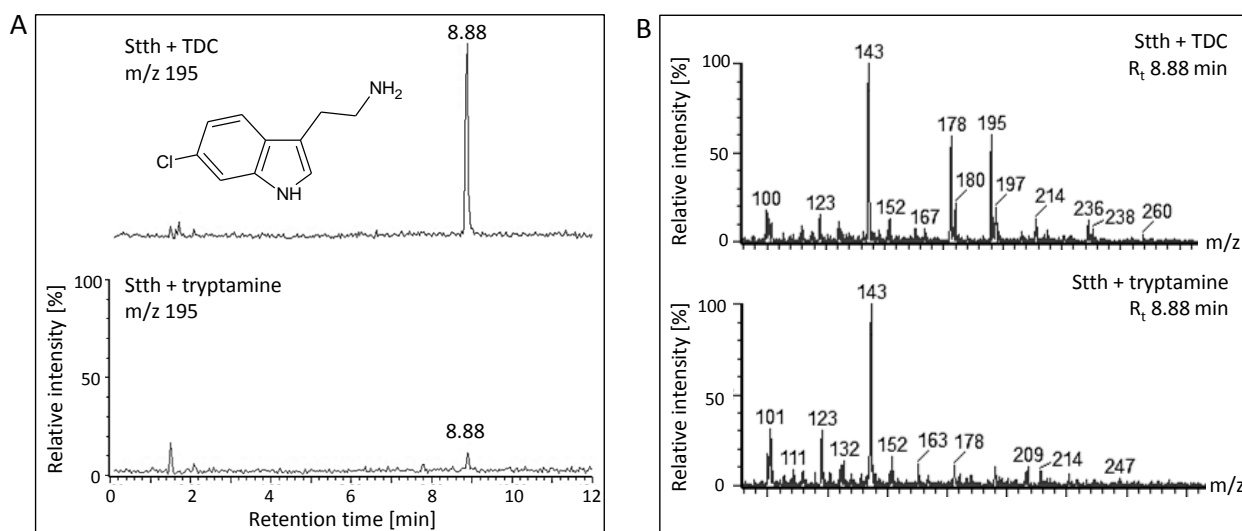 A
Stth + TDC
m/z 195
8.88
NH₂
Cl
NH
Relative intensity [%]
100
50
0
Stth + tryptamine
m/z 195
8.88
0 2 4 6 8 10 12
Retention time [min]
B
Stth + TDC
Rₜ 8.88 min
Relative intensity [%]
100
50
0
100 123 143 152 167 178 180 195 197 214 236 238 260
m/z
Stth + tryptamine
Rₜ 8.88 min
Relative intensity [%]
100
50
0
101 111 123 132 143 152 163 178 209 214 247
m/z